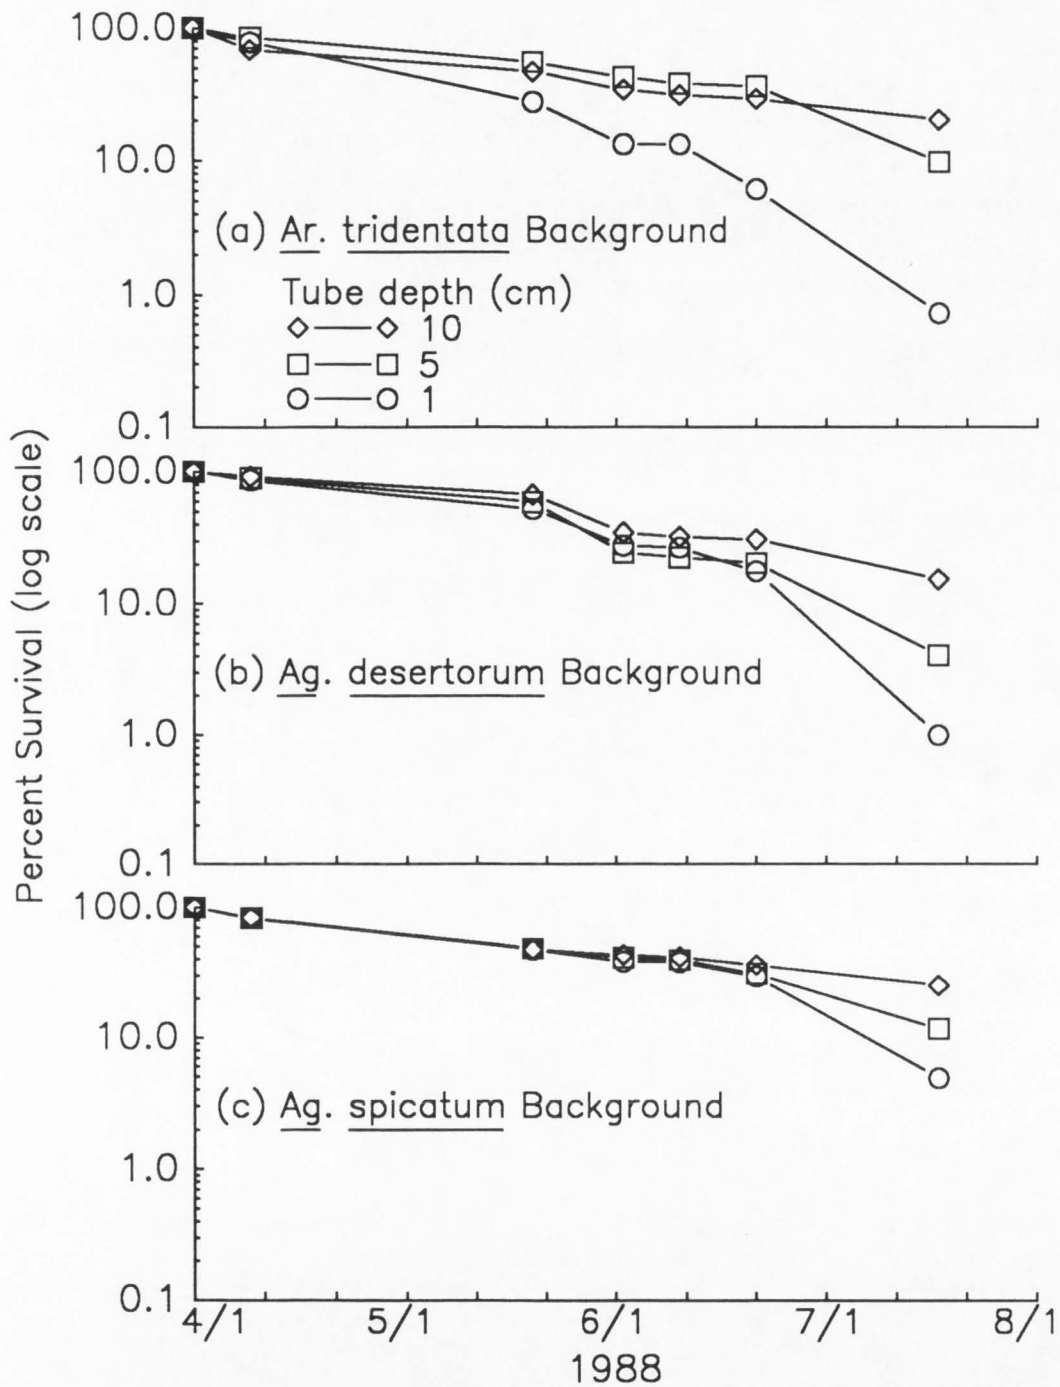 100.0
10.0
1.0
0.1
(a) Ar. tridentata Background
Tube depth (cm)
10
5
1
Percent Survival (log scale)
100.0
10.0
1.0
0.1
(b) Ag. desertorum Background
100.0
10.0
1.0
0.1
(c) Ag. spicatum Background
4/1 5/1 6/1 7/1 8/1
1988